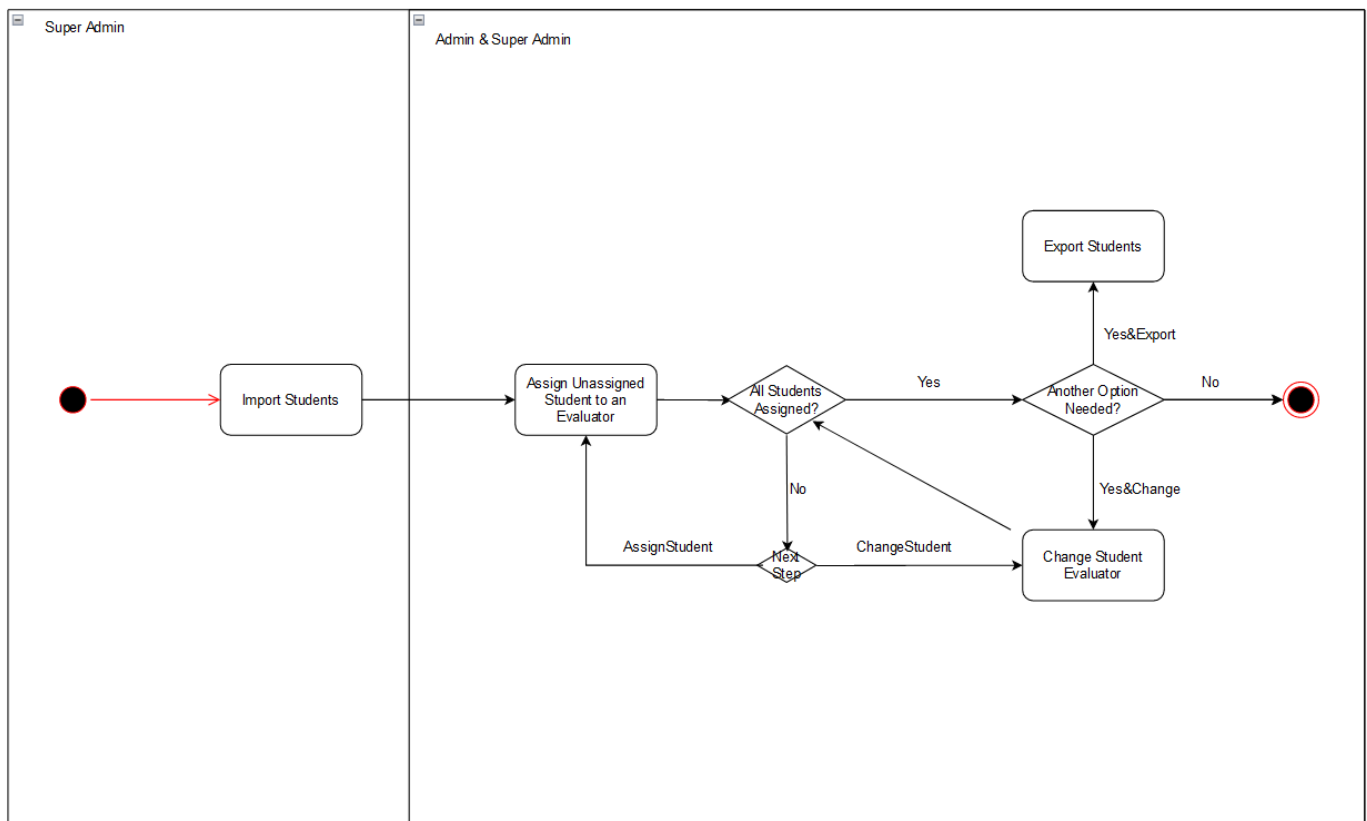 Super Admin
Admin & Super Admin
Export Students
Yes&Export
Import Students
Assign Unassigned
Student to an
Evaluator
All Students
Assigned?
Yes
Another Option
Needed?
No
No
Yes&Change
AssignStudent
Next
Step
ChangeStudent
Change Student
Evaluator